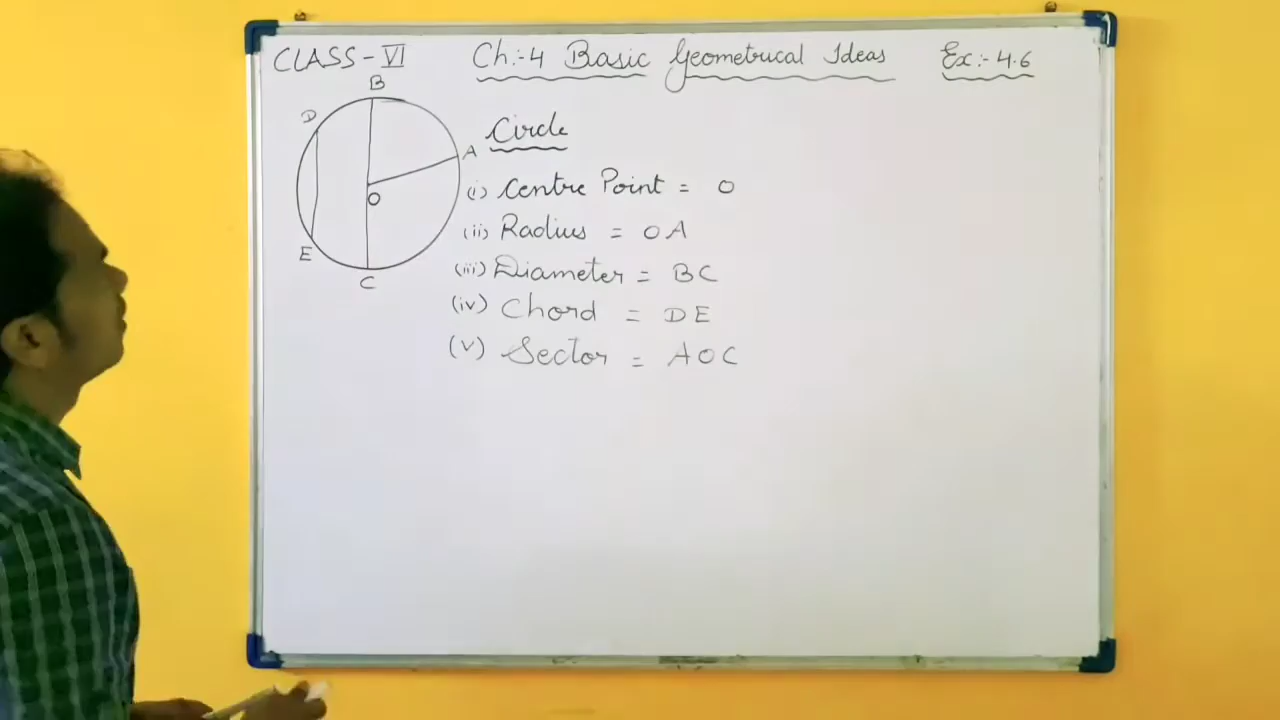 CLASS-VI Ch:-4 Basic Geometrical Ideas Ex:- 4.6
B
D
A
O
E
C
Circle
(i) Centre Point = O
(ii) Radius = OA
(iii) Diameter = BC
(iv) Chord = DE
(v) Sector = AOC